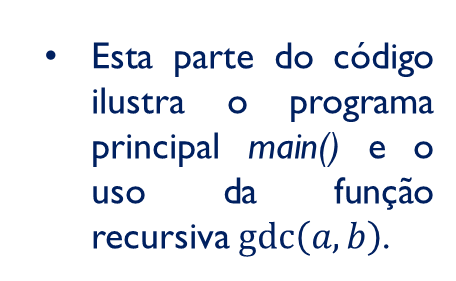 • Esta parte do código
ilustra o programa
principal main() e o
uso da função
recursiva gdc(a, b).